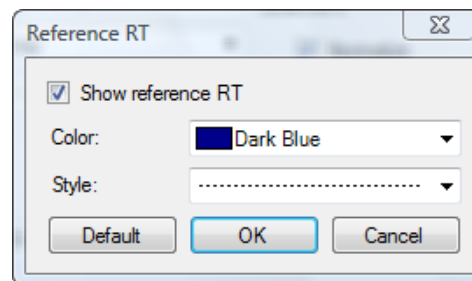 Reference RT
Show reference RT
Color: Dark Blue
Style:
Default OK Cancel